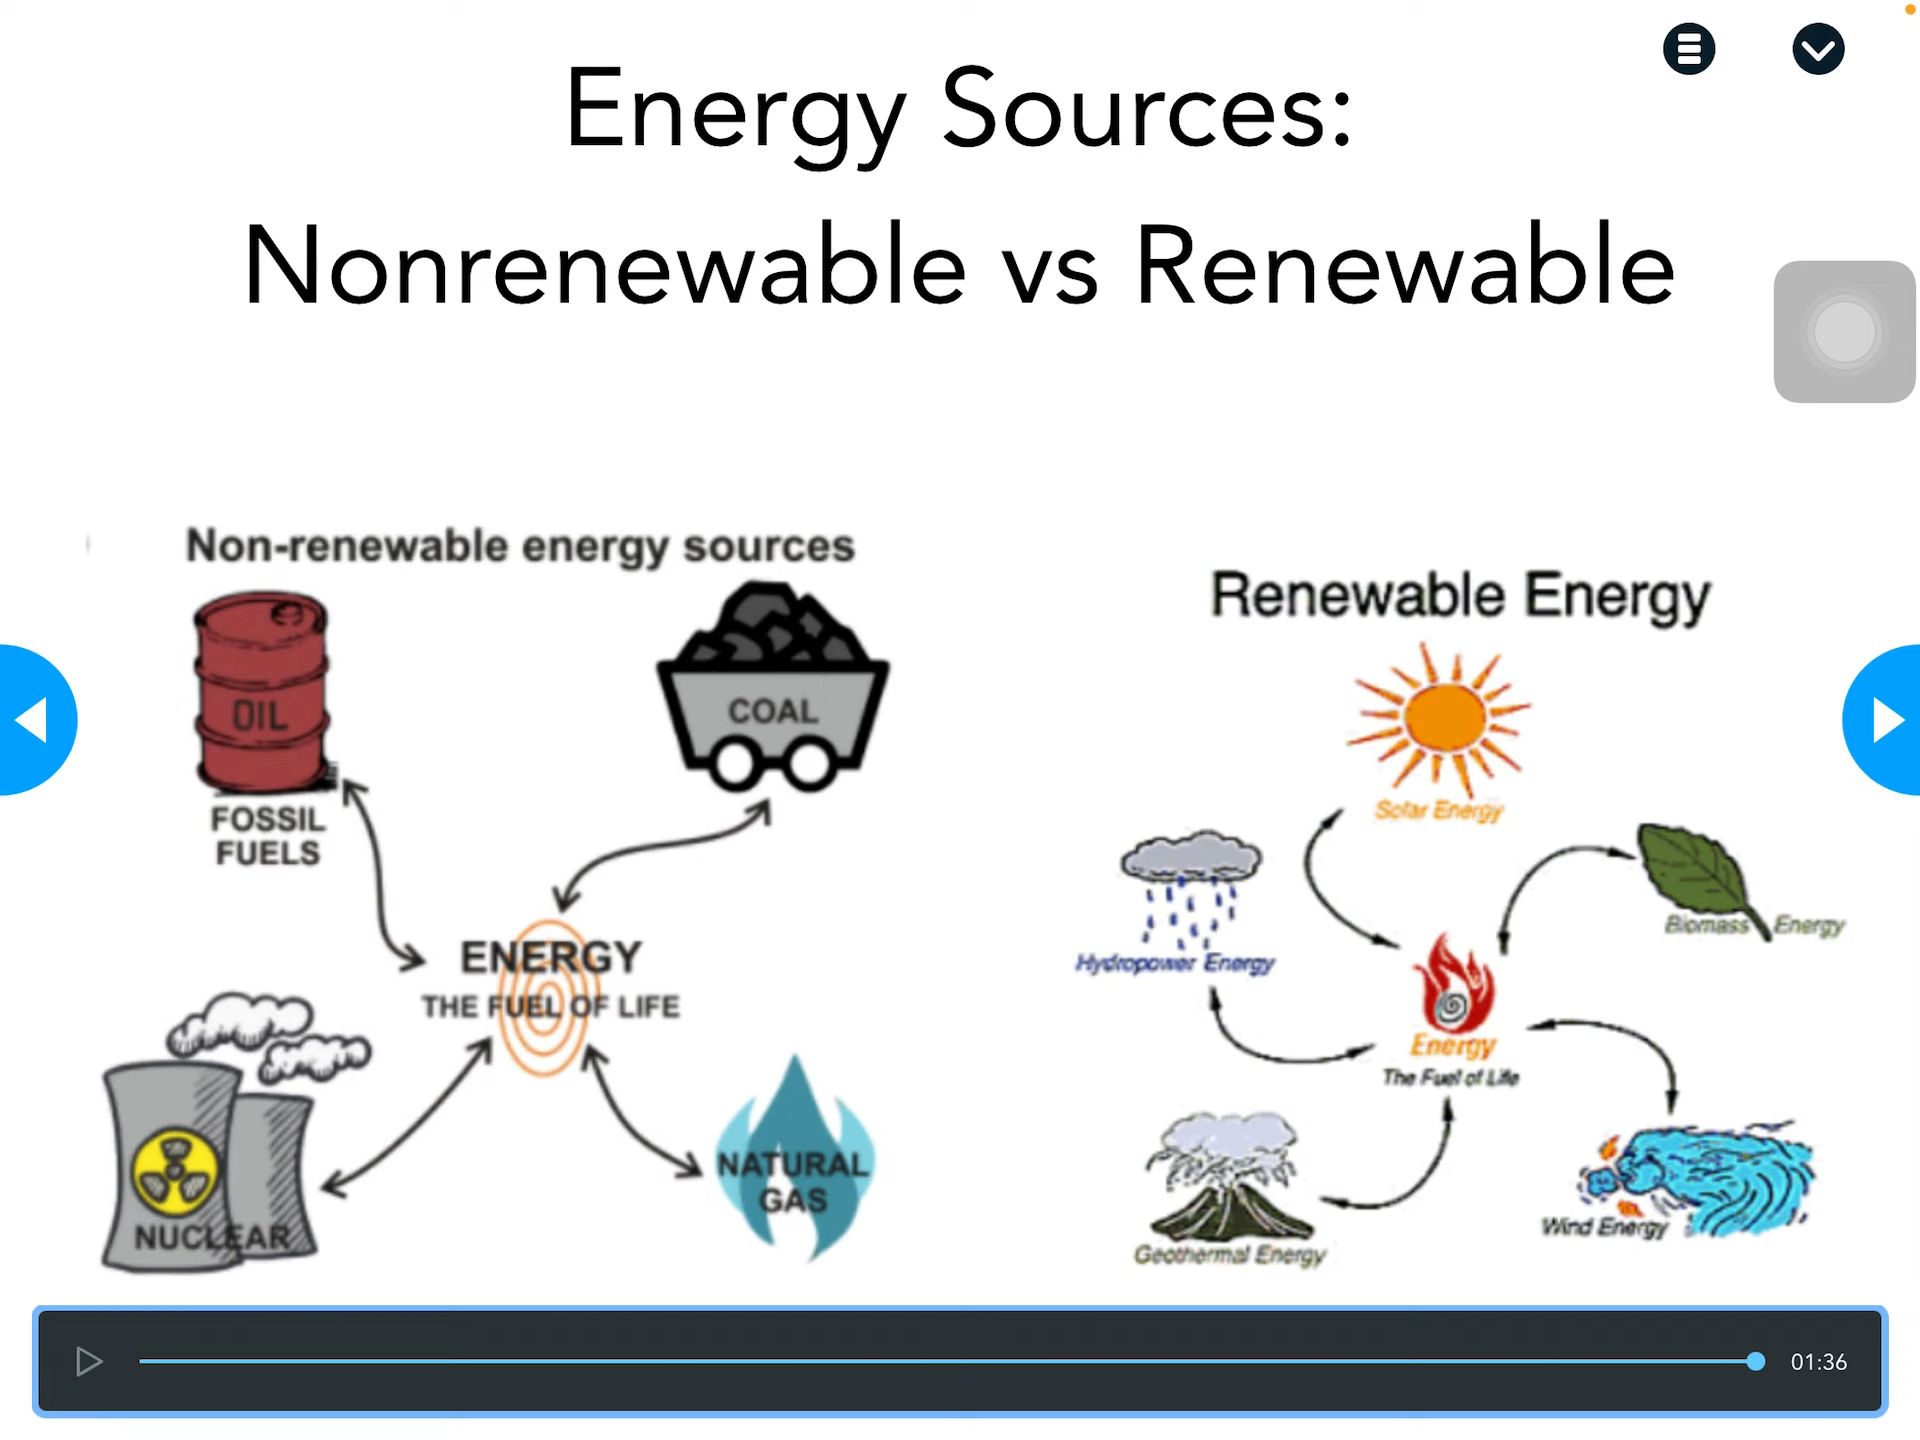 Energy Sources:
Nonrenewable vs Renewable
Non-renewable energy sources
OIL
FOSSIL
FUELS
COAL
ENERGY
THE FUEL OF LIFE
NUCLEAR
NATURAL
GAS
Renewable Energy
Solar Energy
Biomass Energy
Hydropower Energy
Energy
The Fuel of Life
Wind Energy
Geothermal Energy
01:36